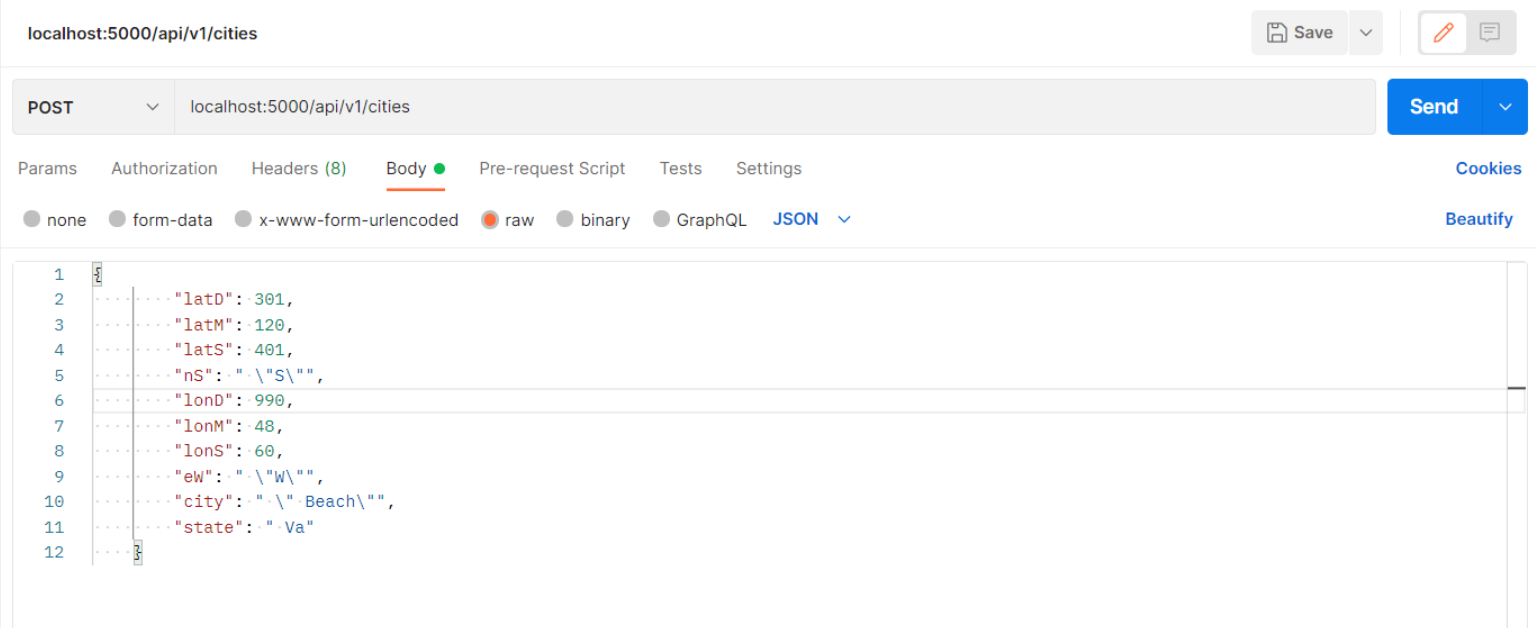 localhost:5000/api/v1/cities
Save
POST
localhost:5000/api/v1/cities
Send
Params Authorization Headers (8) Body Pre-request Script Tests Settings Cookies
none form-data x-www-form-urlencoded raw binary GraphQL JSON Beautify
1 {
2 "latD": 301,
3 "latM": 120,
4 "latS": 401,
5 "nS": " \"S\"",
6 "lonD": 990,
7 "lonM": 48,
8 "lonS": 60,
9 "eW": " \"W\"",
10 "city": " \" Beach\"",
11 "state": " Va"
12 }